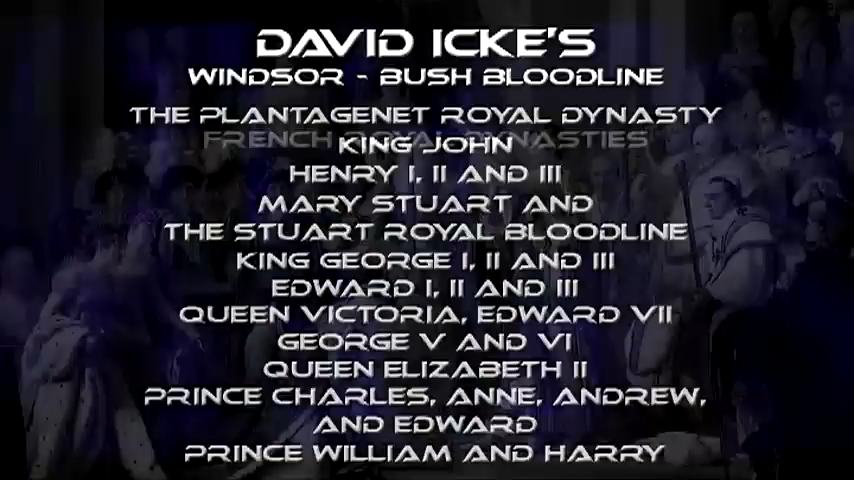 DAVID ICKE'S
WINDSOR - BUSH BLOODLINE
THE PLANTAGENET ROYAL DYNASTY
FRENCH ROYAL DYNASTIES
KING JOHN
HENRY I, II AND III
MARY STUART AND
THE STUART ROYAL BLOODLINE
KING GEORGE I, II AND III
EDWARD I, II AND III
QUEEN VICTORIA, EDWARD VII
GEORGE V AND VI
QUEEN ELIZABETH II
PRINCE CHARLES, ANNE, ANDREW,
AND EDWARD
PRINCE WILLIAM AND HARRY